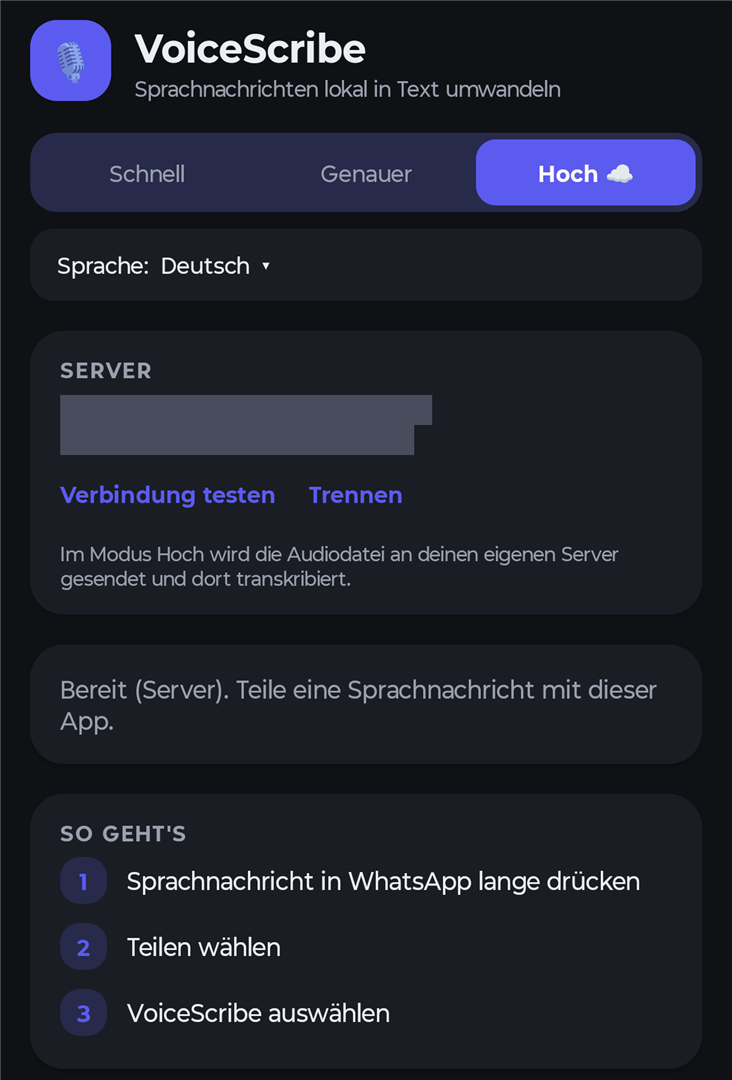 VoiceScribe
Sprachnachrichten lokal in Text umwandeln
Schnell
Genauer
Hoch ☁️
Sprache: Deutsch ▾
SERVER
Verbindung testen
Trennen
Im Modus Hoch wird die Audiodatei an deinen eigenen Server
gesendet und dort transkribiert.
Bereit (Server). Teile eine Sprachnachricht mit dieser
App.
SO GEHT'S
1 Sprachnachricht in WhatsApp lange drücken
2 Teilen wählen
3 VoiceScribe auswählen